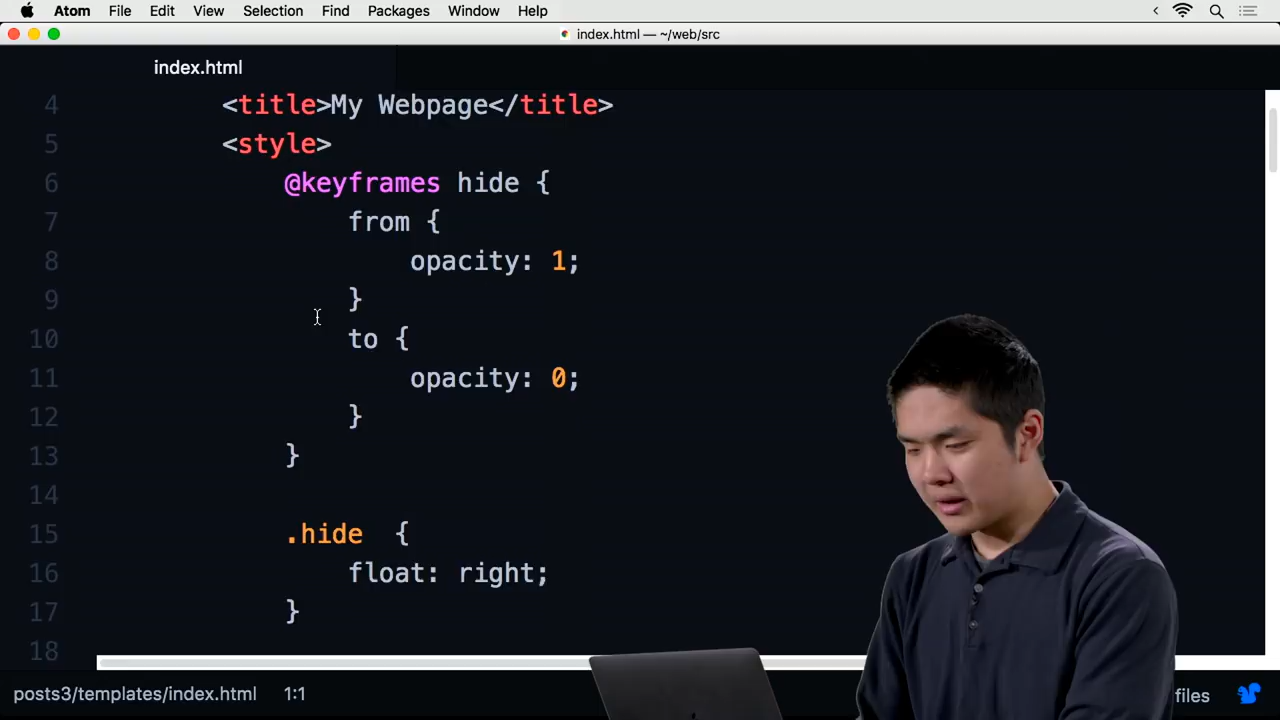 Atom File Edit View Selection Find Packages Window Help
index.html — ~/web/src
index.html
4 <title>My Webpage</title>
5 <style>
6 @keyframes hide {
7 from {
8 opacity: 1;
9 }
10 to {
11 opacity: 0;
12 }
13 }
14
15 .hide {
16 float: right;
17 }
18
posts3/templates/index.html 1:1 files